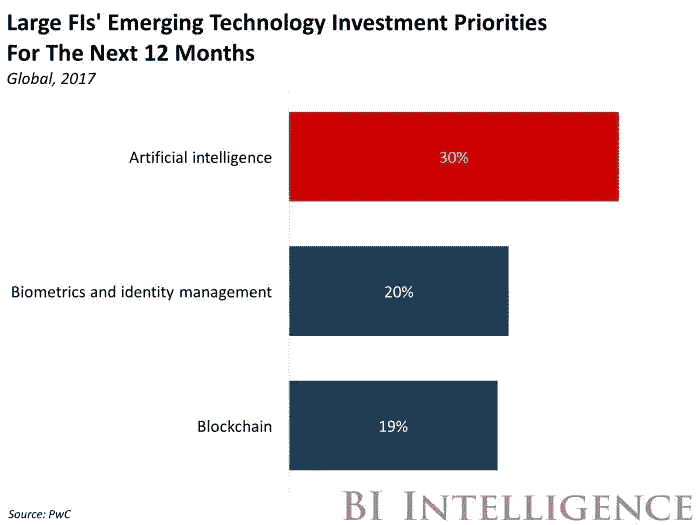 Large FIs' Emerging Technology Investment Priorities
For The Next 12 Months
Global, 2017
Artificial intelligence
30%
Biometrics and identity management
20%
Blockchain
19%
Source: PwC
BI INTELLIGENCE